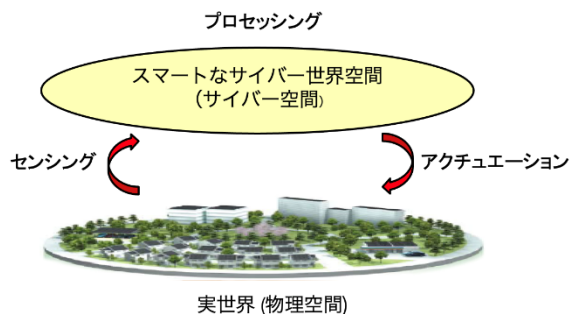 プロセッシング
スマートなサイバー世界空間
（サイバー空間)
センシング
アクチュエーション
実世界 (物理空間)